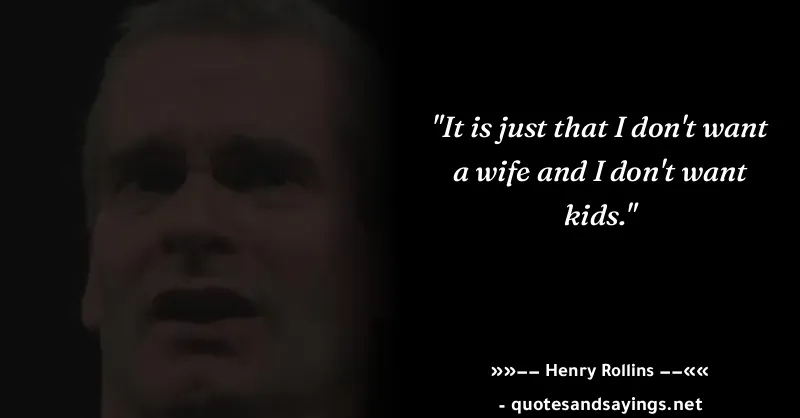 "It is just that I don't want
a wife and I don't want
kids."
»»–– Henry Rollins ––««
- quotesandsayings.net